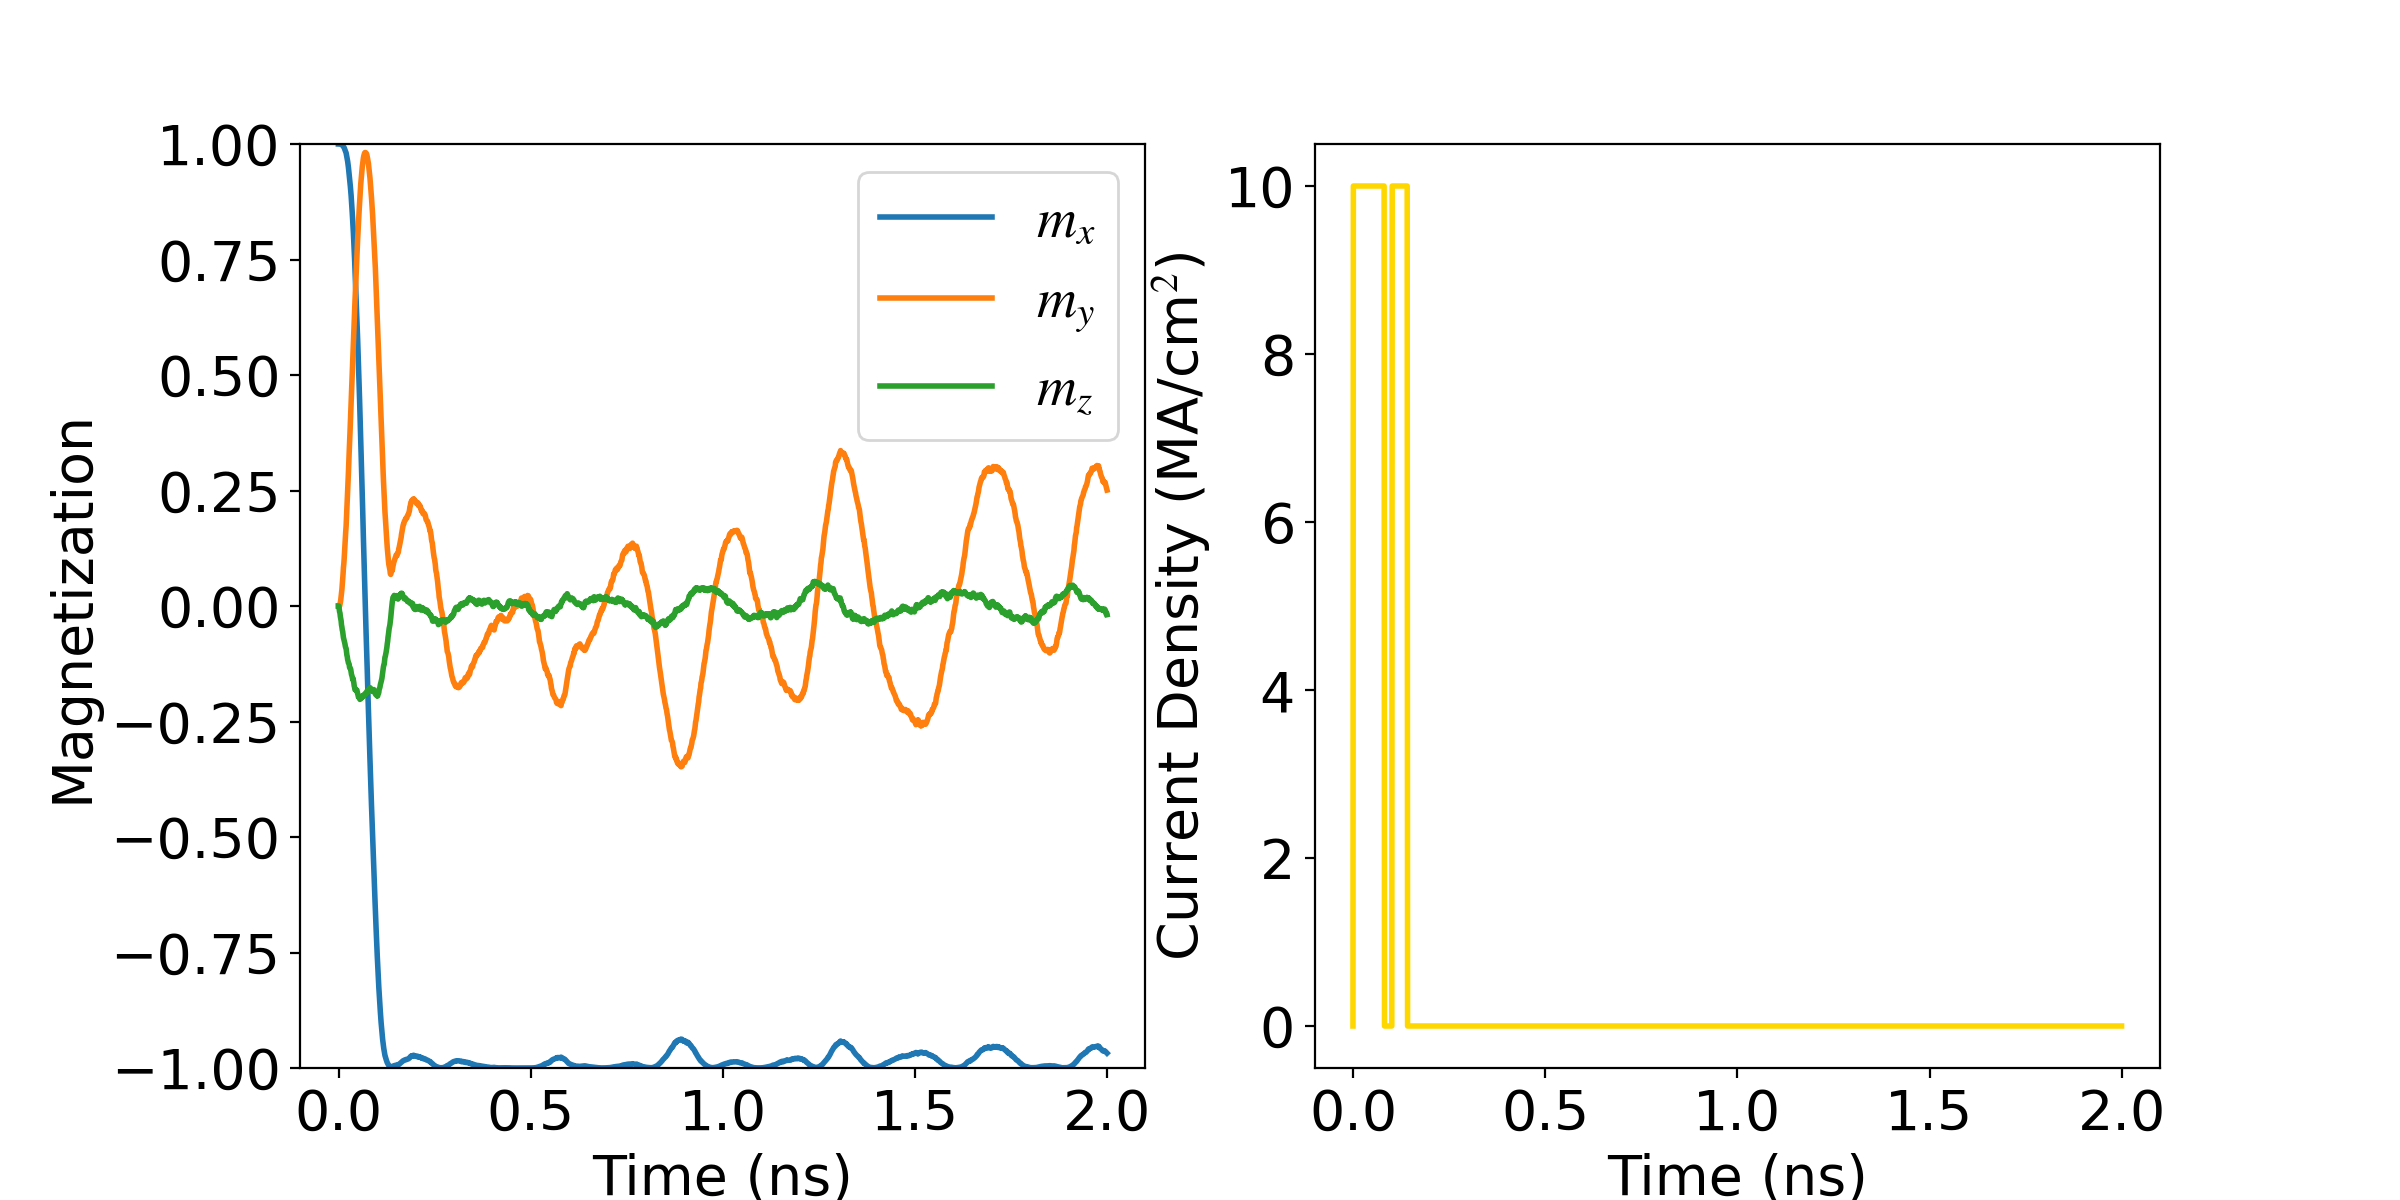 Magnetization
1.00
0.75
0.50
0.25
0.00
−0.25
−0.50
−0.75
−1.00
0.0 0.5 1.0 1.5 2.0
Time (ns)
m_x
m_y
m_z
Current Density (MA/cm²)
10
8
6
4
2
0
0.0 0.5 1.0 1.5 2.0
Time (ns)